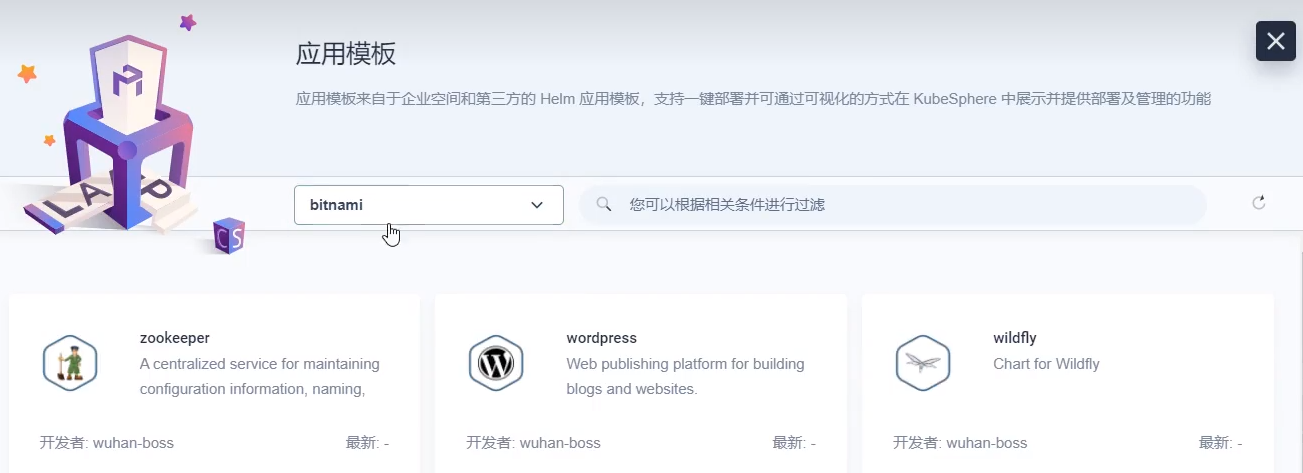 应用模板
应用模板来自于企业空间和第三方的 Helm 应用模板，支持一键部署并可通过可视化的方式在 KubeSphere 中展示并提供部署及管理的功能
LAPP
CS
bitnami
您可以根据相关条件进行过滤
zookeeper
A centralized service for maintaining
configuration information, naming,
开发者: wuhan-boss
最新: -
wordpress
Web publishing platform for building
blogs and websites.
开发者: wuhan-boss
最新: -
wildfly
Chart for Wildfly
开发者: wuhan-boss
最新: -